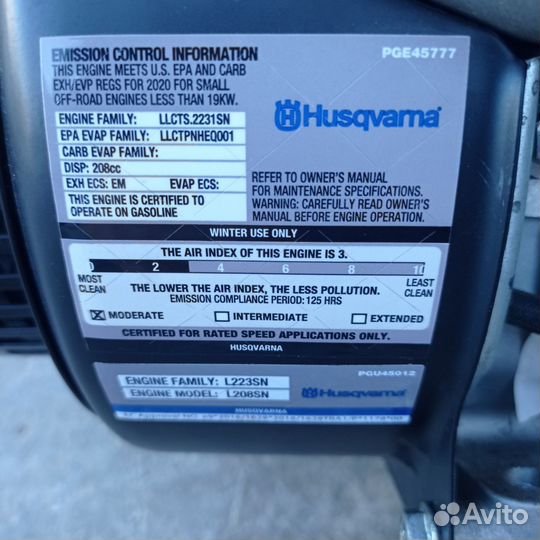 EMISSION CONTROL INFORMATION PGE45777
THIS ENGINE MEETS U.S. EPA AND CARB
EXH/EVP REGS FOR 2020 FOR SMALL
OFF-ROAD ENGINES LESS THAN 19KW.
ENGINE FAMILY: LLCTS.2231SN
EPA EVAP FAMILY: LLCTPNHEQ001
CARB EVAP FAMILY:
DISP: 208cc
EXH ECS: EM EVAP ECS:
THIS ENGINE IS CERTIFIED TO
OPERATE ON GASOLINE
Husqvarna
REFER TO OWNER'S MANUAL
FOR MAINTENANCE SPECIFICATIONS.
WARNING: CAREFULLY READ OWNER'S
MANUAL BEFORE ENGINE OPERATION.
WINTER USE ONLY
THE AIR INDEX OF THIS ENGINE IS 3.
0 2 4 6 8 10
MOST CLEAN
LEAST CLEAN
THE LOWER THE AIR INDEX, THE LESS POLLUTION.
EMISSION COMPLIANCE PERIOD: 125 HRS
MODERATE INTERMEDIATE EXTENDED
CERTIFIED FOR RATED SPEED APPLICATIONS ONLY.
HUSQVARNA
PGU45012
ENGINE FAMILY: L223SN
ENGINE MODEL: L208SN
Husqvarna
HUSQVARNA
Avito